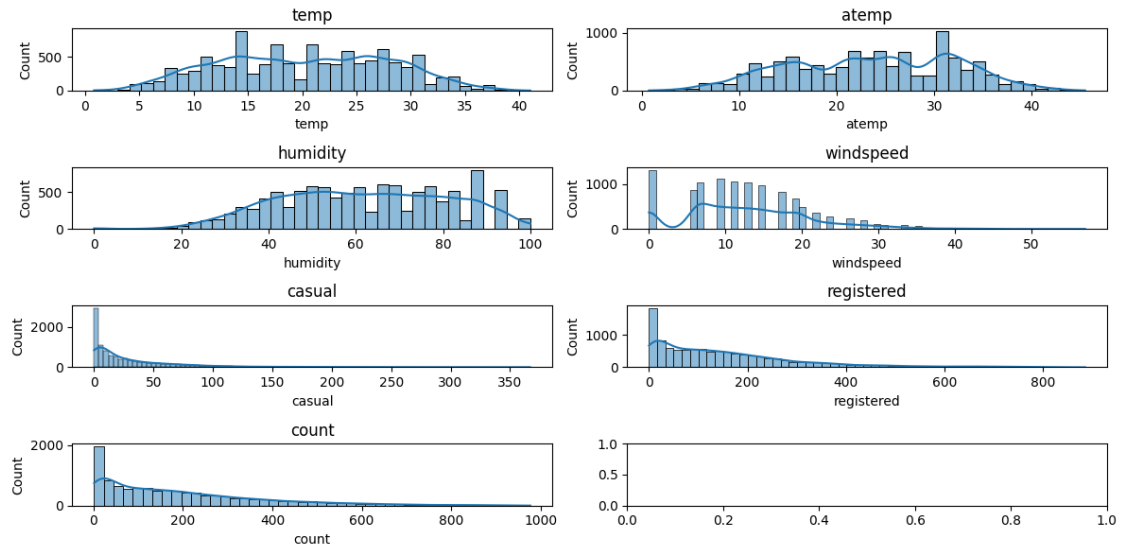 temp
Count
500
0
0 5 10 15 20 25 30 35 40
temp
atemp
Count
1000
0
0 10 20 30 40
atemp
humidity
Count
500
0
0 20 40 60 80 100
humidity
windspeed
Count
1000
0
0 10 20 30 40 50
windspeed
casual
Count
2000
0
0 50 100 150 200 250 300 350
casual
registered
Count
1000
0
0 200 400 600 800
registered
count
Count
2000
0
0 200 400 600 800 1000
count
1.0
0.5
0.0
0.0 0.2 0.4 0.6 0.8 1.0